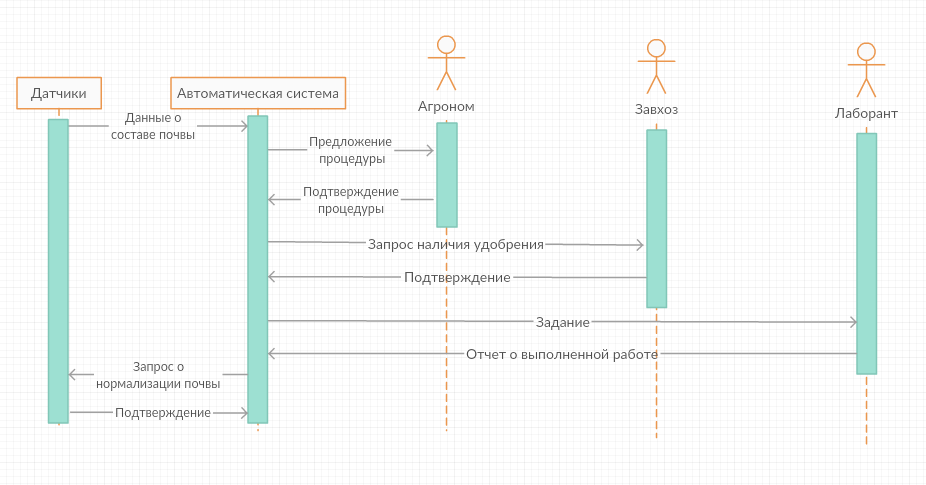 Датчики
Автоматическая система
Агроном
Завхоз
Лаборант
Данные о
составе почвы
Предложение
процедуры
Подтверждение
процедуры
Запрос наличия удобрения
Подтверждение
Задание
Отчет о выполненной работе
Запрос о
нормализации почвы
Подтверждение